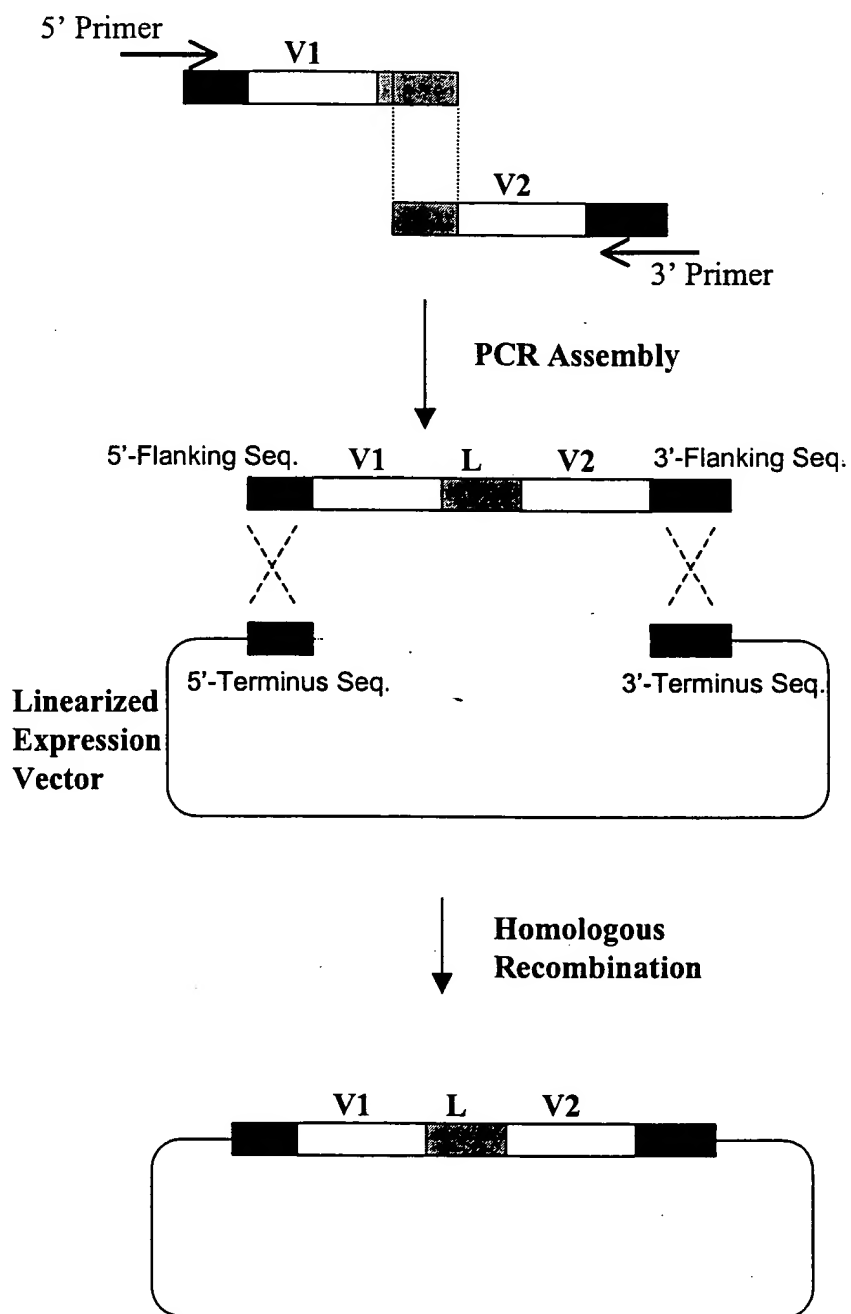 5’ Primer
V1
V2
3’ Primer
PCR Assembly
5'-Flanking Seq.
V1 L V2
3'-Flanking Seq.
5'-Terminus Seq.
3'-Terminus Seq.
Linearized
Expression
Vector
Homologous
Recombination
V1 L V2